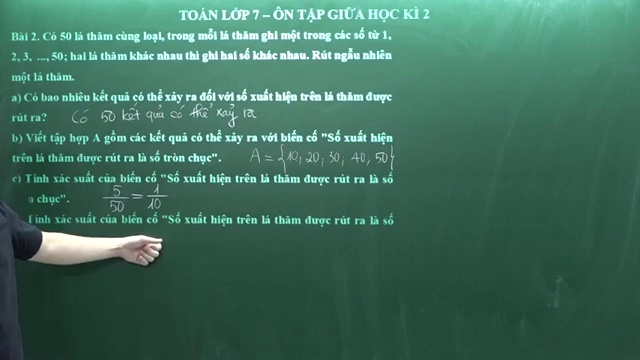 TOÁN LỚP 7 – ÔN TẬP GIỮA HỌC KÌ 2
Bài 2. Có 50 lá thăm cùng loại, trong mỗi lá thăm ghi một trong các số từ 1,
2, 3, ..., 50; hai lá thăm khác nhau thì ghi hai số khác nhau. Rút ngẫu nhiên
một lá thăm.
a) Có bao nhiêu kết quả có thể xảy ra đối với số xuất hiện trên lá thăm được
rút ra? Có 50 kết quả có thể xảy ra.
b) Viết tập hợp A gồm các kết quả có thể xảy ra với biến cố "Số xuất hiện
trên lá thăm được rút ra là số tròn chục". A = {10; 20; 30; 40; 50}
c) Tính xác suất của biến cố "Số xuất hiện trên lá thăm được rút ra là số
chục". 5/50 = 1/10
Tính xác suất của biến cố "Số xuất hiện trên lá thăm được rút ra là số